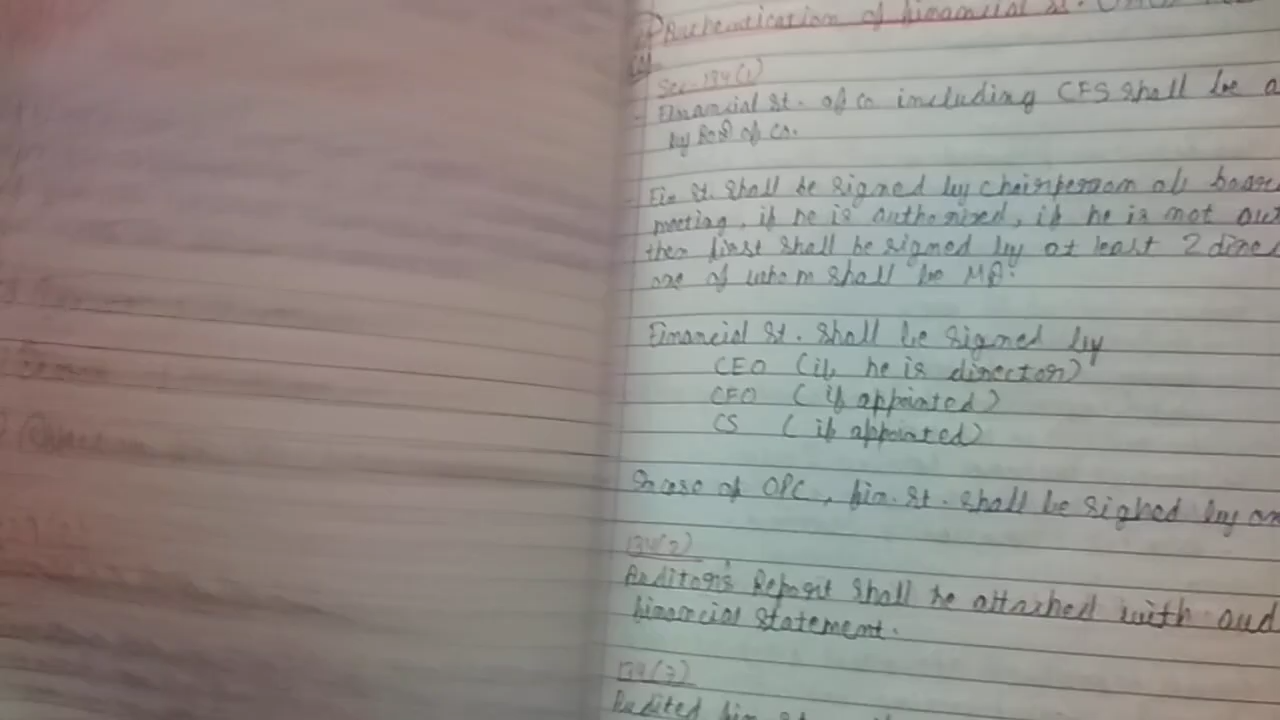 Authentication of financial st.
Sec-134(1)
Financial St. of co including CFS shall be a
by BoD of Co.
Fin St. shall be signed by chairperson of board
meeting, if he is authorised, if he is not aut
then first shall be signed by at least 2 direc
one of whom shall be MD.
Financial St. shall be signed by
CEO (if he is director)
CFO (if appointed)
CS (if appointed)
In case of OPC, fin. St. shall be signed by on
134(2)
Auditor's Report shall be attached with aud
financial statement.
Audited fin st